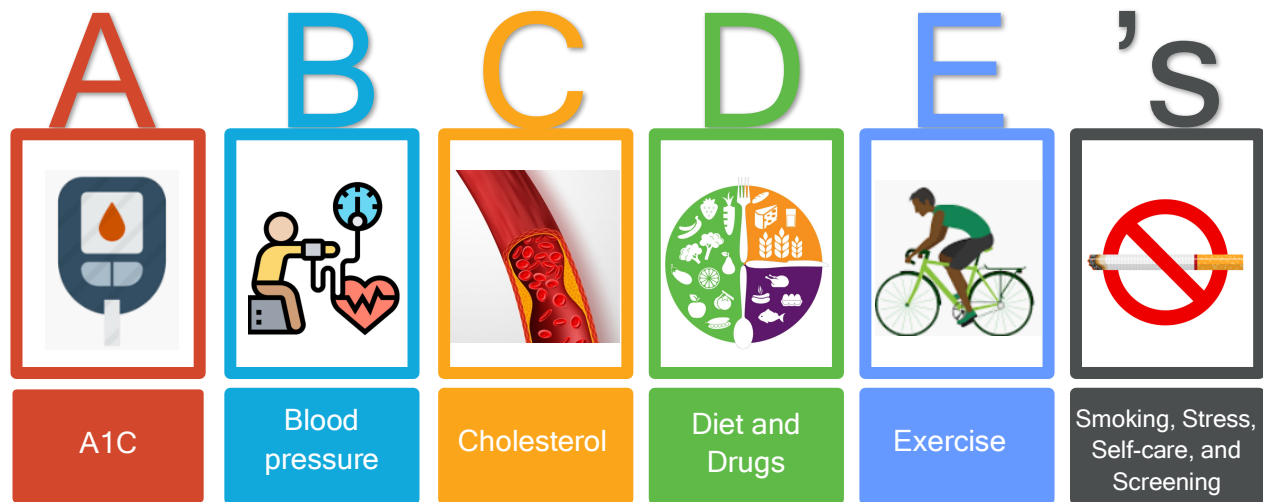 A B C D E ’s
A1C
Blood
pressure
Cholesterol
Diet and
Drugs
Exercise
Smoking, Stress,
Self-care, and
Screening